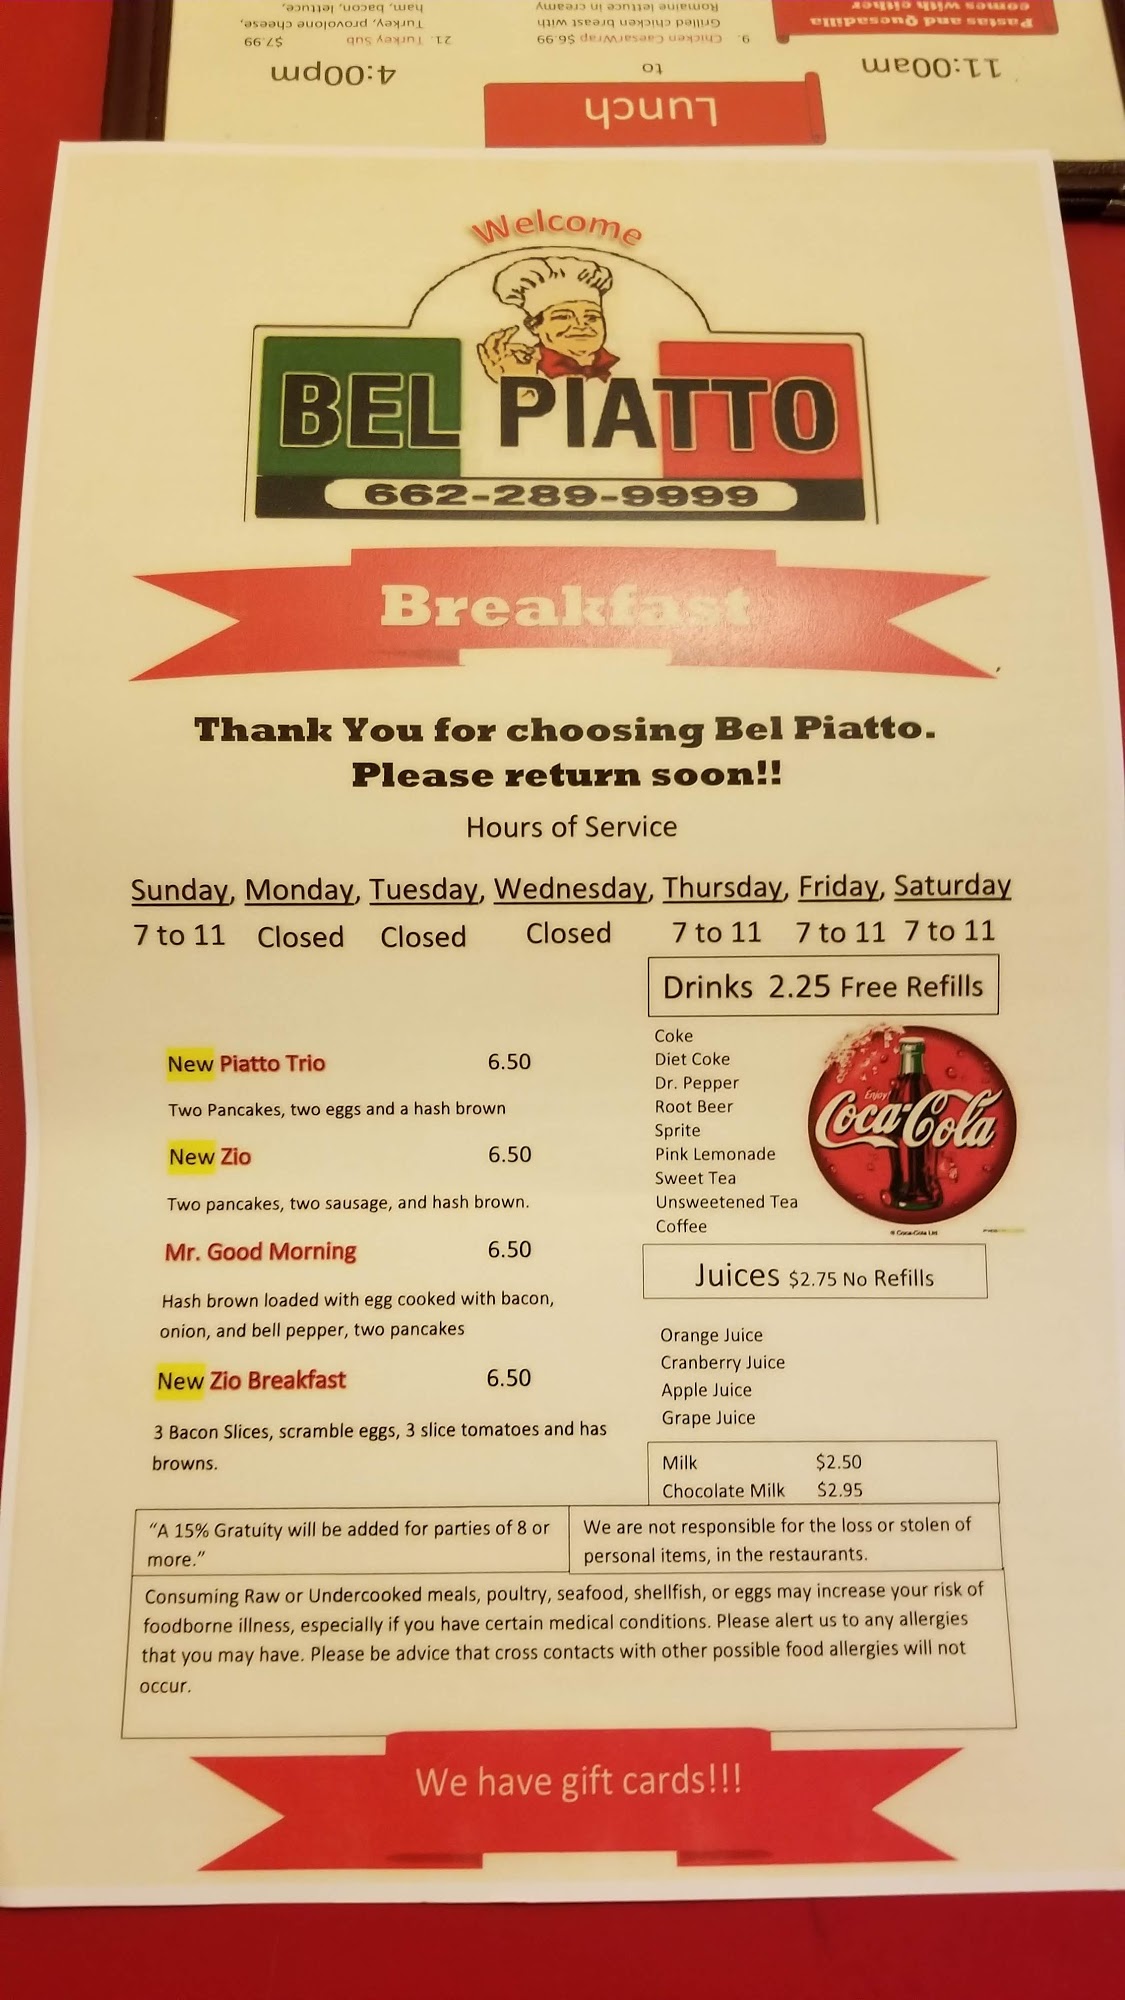 Pastas and Quesadilla
comes with either
11:00am
to
4:00pm
Lunch
9. Chicken CaesarWrap $6.99
Grilled chicken breast with
Romaine lettuce in creamy
21. Turkey Sub $7.99
Turkey, provolone cheese,
ham, bacon, lettuce,
Welcome
BEL PIATTO
662-289-9999
Breakfast
Thank You for choosing Bel Piatto.
Please return soon!!
Hours of Service
Sunday, Monday, Tuesday, Wednesday, Thursday, Friday, Saturday
7 to 11 Closed Closed Closed 7 to 11 7 to 11 7 to 11
Drinks 2.25 Free Refills
New Piatto Trio 6.50
Two Pancakes, two eggs and a hash brown
New Zio 6.50
Two pancakes, two sausage, and hash brown.
Mr. Good Morning 6.50
Hash brown loaded with egg cooked with bacon,
onion, and bell pepper, two pancakes
New Zio Breakfast 6.50
3 Bacon Slices, scramble eggs, 3 slice tomatoes and has
browns.
Coke
Diet Coke
Dr. Pepper
Root Beer
Sprite
Pink Lemonade
Sweet Tea
Unsweetened Tea
Coffee
Enjoy
Coca-Cola
© Coca-Cola Ltd
Juices $2.75 No Refills
Orange Juice
Cranberry Juice
Apple Juice
Grape Juice
Milk $2.50
Chocolate Milk $2.95
“A 15% Gratuity will be added for parties of 8 or
more.”
We are not responsible for the loss or stolen of
personal items, in the restaurants.
Consuming Raw or Undercooked meals, poultry, seafood, shellfish, or eggs may increase your risk of
foodborne illness, especially if you have certain medical conditions. Please alert us to any allergies
that you may have. Please be advice that cross contacts with other possible food allergies will not
occur.
We have gift cards!!!